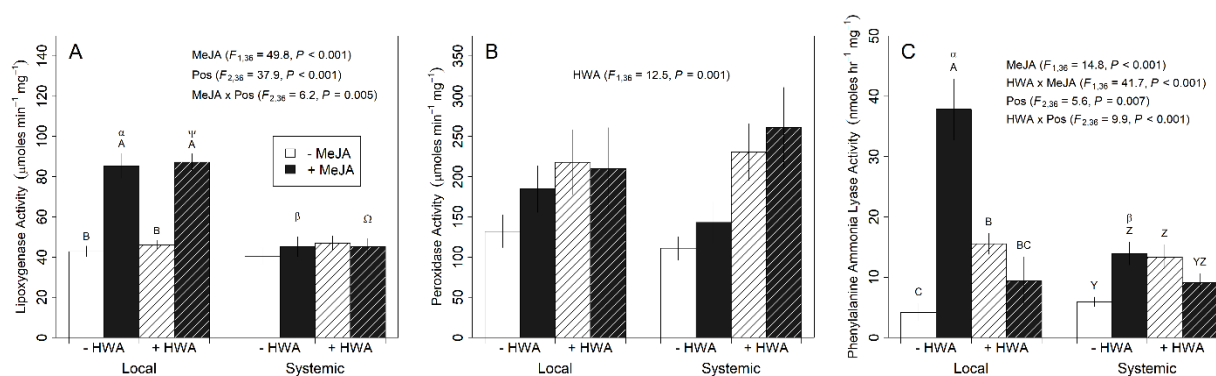 A
MeJA (F1,36 = 49.8, P < 0.001)
Pos (F2,36 = 37.9, P < 0.001)
MeJA x Pos (F2,36 = 6.2, P = 0.005)
- MeJA
+ MeJA
Lipoxygenase Activity (μmoles min−1 mg−1)
0 20 40 60 80 100 120 140
B
α
A
B
Ψ
A
β
Ω
- HWA + HWA - HWA + HWA
Local Systemic
B
HWA (F1,36 = 12.5, P = 0.001)
Peroxidase Activity (μmoles min−1 mg−1)
0 50 100 150 200 250 300 350
- HWA + HWA - HWA + HWA
Local Systemic
C
MeJA (F1,36 = 14.8, P < 0.001)
HWA x MeJA (F1,36 = 41.7, P < 0.001)
Pos (F2,36 = 5.6, P = 0.007)
HWA x Pos (F2,36 = 9.9, P < 0.001)
Phenylalanine Ammonia Lyase Activity (nmoles hr−1 mg−1)
0 10 20 30 40 50
C
α
A
B
BC
Y
β
Z
Z
YZ
- HWA + HWA - HWA + HWA
Local Systemic